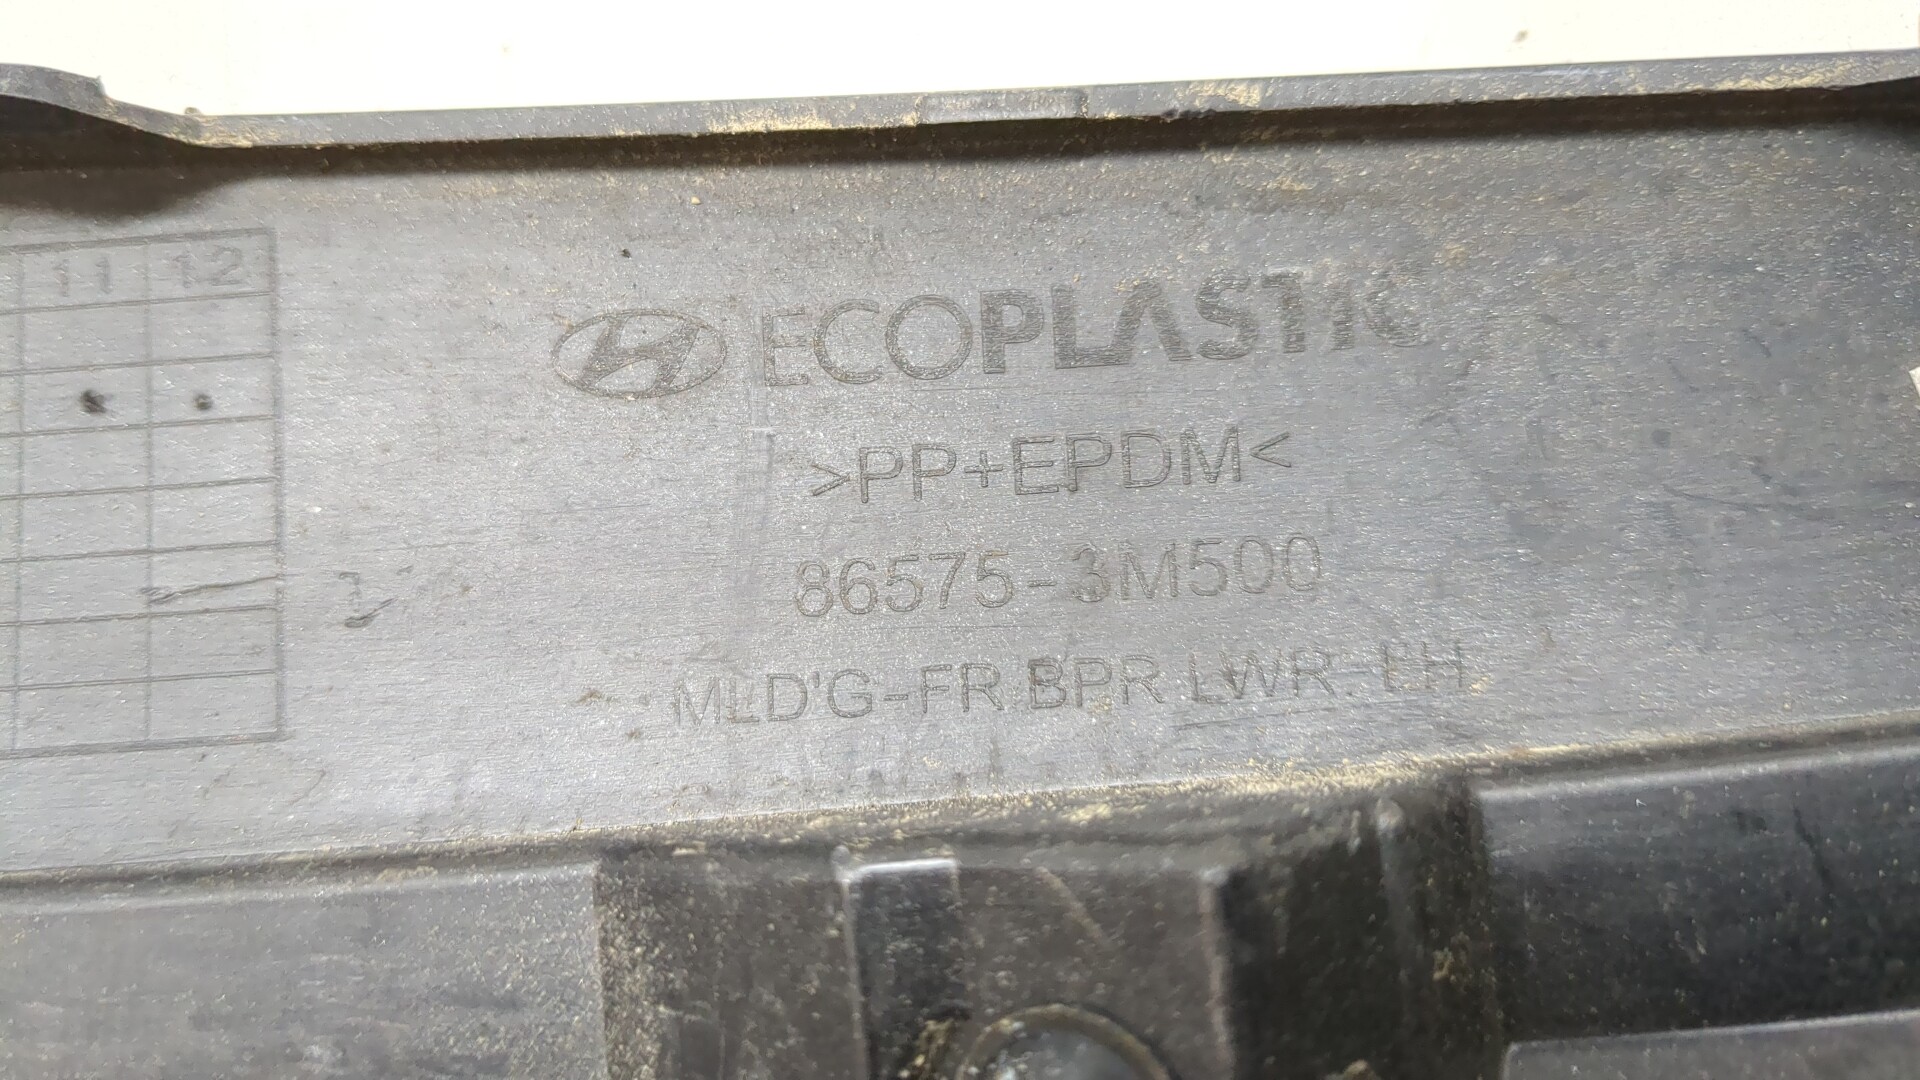 11 12
ECOPLASTIC
>PP+EPDM<
86575-3M500
MLD'G-FR BPR LWR. LH